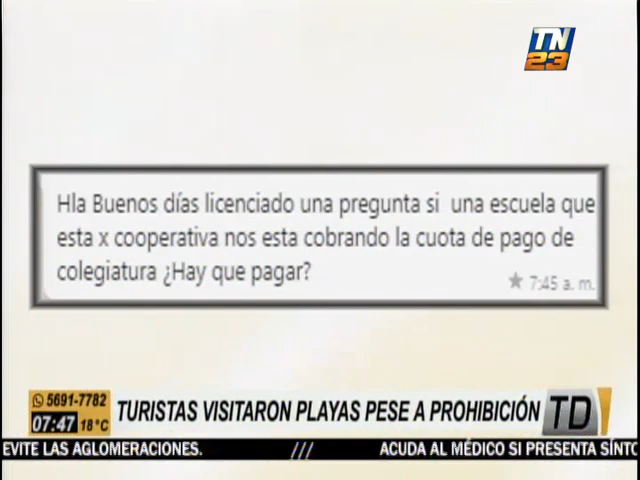 TN
23
Hla Buenos días licenciado una pregunta si una escuela que
esta x cooperativa nos esta cobrando la cuota de pago de
colegiatura ¿Hay que pagar?
7:45 a. m.
5691-7782
07:47 18°C
TURISTAS VISITARON PLAYAS PESE A PROHIBICIÓN
TD
EVITE LAS AGLOMERACIONES. /// ACUDA AL MÉDICO SI PRESENTA SÍNTO